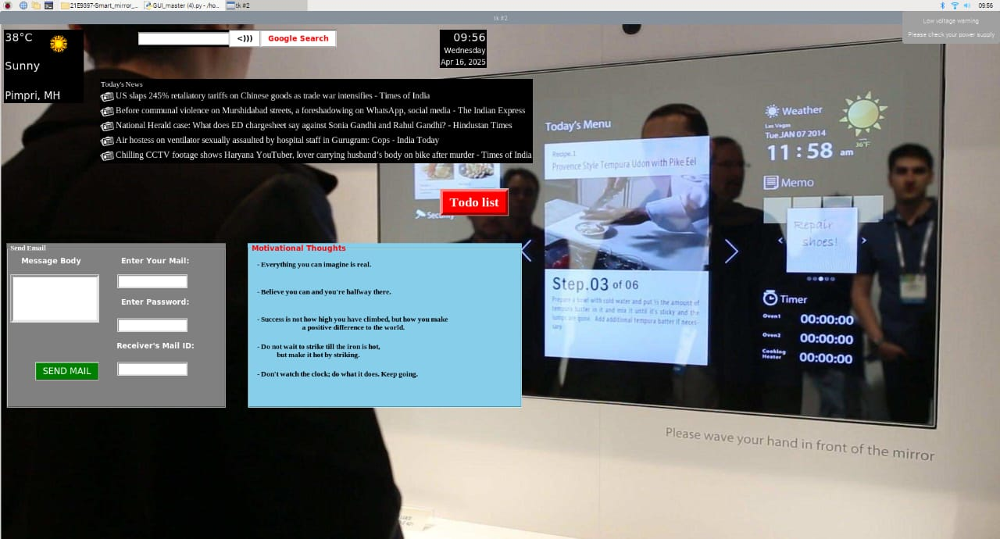 21E9397-Smart_mirror_...
GUI_master (4).py - /ho...
tk #2
09:56
tk #2
Low voltage warning
Please check your power supply
38°C
Sunny
Pimpri, MH
<)))
Google Search
09:56
Wednesday
Apr 16, 2025
Today's News
US slaps 245% retaliatory tariffs on Chinese goods as trade war intensifies - Times of India
Before communal violence on Murshidabad streets, a foreshadowing on WhatsApp, social media - The Indian Express
National Herald case: What does ED chargesheet say against Sonia Gandhi and Rahul Gandhi? - Hindustan Times
Air hostess on ventilator sexually assaulted by hospital staff in Gurugram: Cops - India Today
Chilling CCTV footage shows Haryana YouTuber, lover carrying husband's body on bike after murder - Times of India
Todo list
Send Email
Message Body
Enter Your Mail:
Enter Password:
Receiver's Mail ID:
SEND MAIL
Motivational Thoughts
- Everything you can imagine is real.
- Believe you can and you're halfway there.
- Success is not how high you have climbed, but how you make
a positive difference to the world.
- Do not wait to strike till the iron is hot,
but make it hot by striking.
- Don't watch the clock; do what it does. Keep going.
Today's Menu
Recipe.1
Provence Style Tempura Udon with Pike Eel
Step.03 of 06
Prepare a bowl with cold water and put is the amount of
tempura batter in it and mix it until it's sticky and the
lumps are gone. Add additional tempura batter if neces-
sary
Weather
Las Vegas
Tue JAN 07 2014
11:58 am
36°F
Memo
Repair
shoes!
Timer
Oven1 00:00:00
Oven2 00:00:00
Cooking
Heater 00:00:00
Please wave your hand in front of the mirror